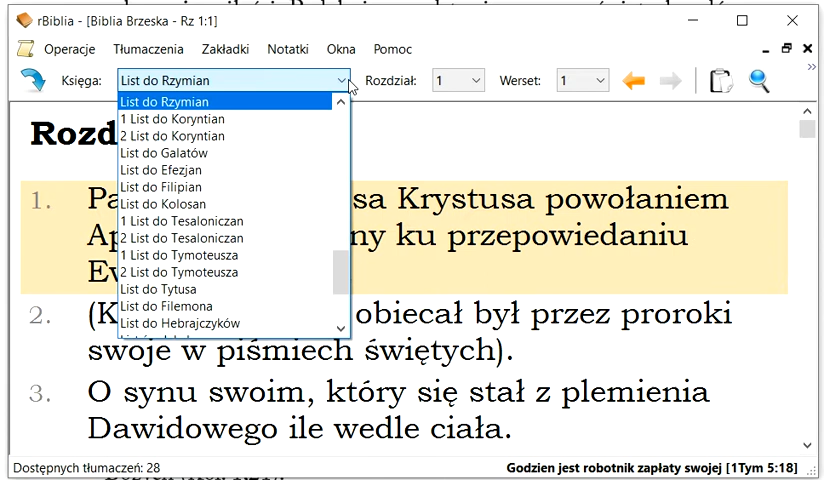 rBiblia - [Biblia Brzeska - Rz 1:1]
Operacje Tłumaczenia Zakładki Notatki Okna Pomoc
Księga: List do Rzymian Rozdział: 1 Werset: 1
List do Rzymian
1 List do Koryntian
2 List do Koryntian
List do Galatów
List do Efezjan
List do Filipian
List do Kolosan
1 List do Tesaloniczan
2 List do Tesaloniczan
1 List do Tymoteusza
2 List do Tymoteusza
List do Tytusa
List do Filemona
List do Hebrajczyków
Rozd
1. Pa sa Krystusa powołaniem
Ap ny ku przepowiedaniu
Ew
2. (K obiecał był przez proroki
swoje w piśmiech świętych).
3. O synu swoim, który się stał z plemienia
Dawidowego ile wedle ciała.
Dostępnych tłumaczeń: 28 Godzien jest robotnik zapłaty swojej [1Tym 5:18]